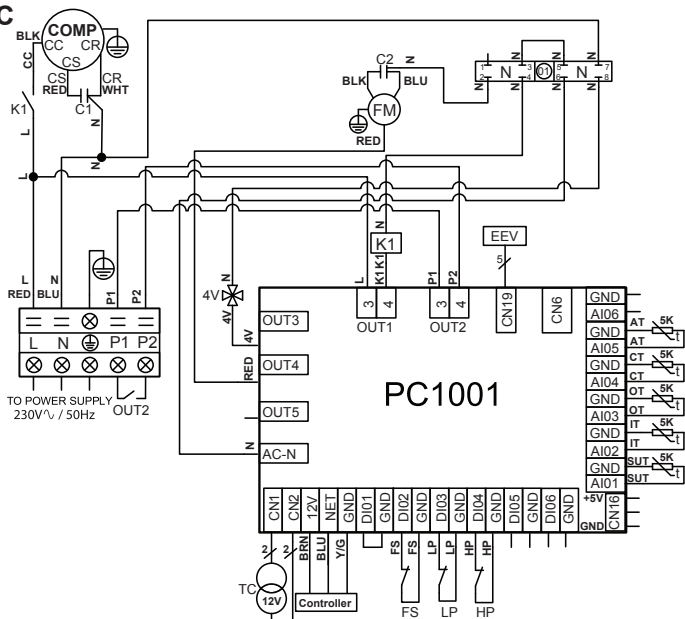 C
COMP
BLK
CC
CR
CS
CC
CS
RED
CR
WHT
C1
K1
N
L
L
N
C2
N
BLK
BLU
FM
RED
N
N
N
N
1
3
5
7
N
01
N
2
4
6
8
N
N
N
N
L
RED
N
BLU
P1
P2
L
N
P1
P2
TO POWER SUPPLY
230V∿ / 50Hz
OUT2
N
4V
4V
L
K1
K1
N
K1
P1
P2
EEV
5
3
4
OUT1
3
4
OUT2
CN19
CN6
4V
OUT3
RED
OUT4
OUT5
N
AC-N
PC1001
GND
AI06
GND
AI05
GND
AI04
GND
AI03
GND
AI02
GND
AI01
CN16
+5V
GND
AT
5K
t
AT
CT
5K
t
CT
OT
5K
t
OT
IT
5K
t
IT
SUT
5K
t
SUT
CN1
CN2
12V
NET
GND
DI01
GND
DI02
GND
DI03
GND
DI04
GND
DI05
GND
DI06
GND
2
2
BRN
BLU
Y/G
FS
FS
LP
LP
HP
HP
TC
12V
Controller
FS
LP
HP